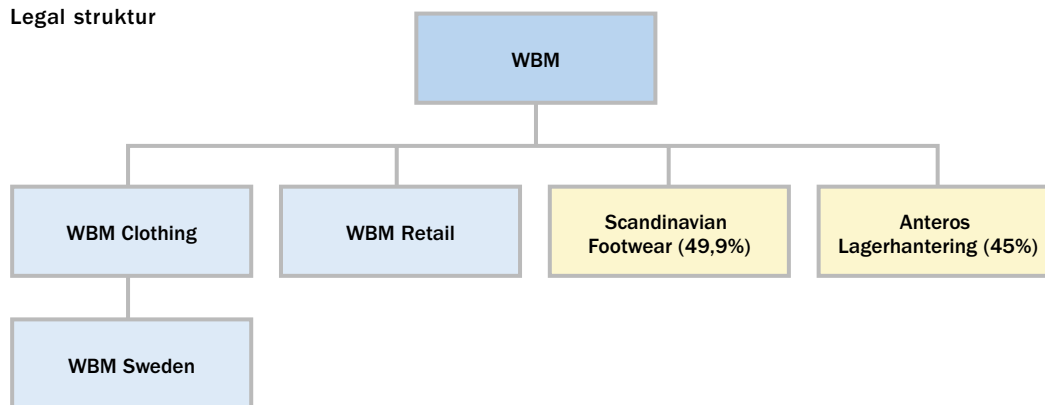 Legal struktur
WBM
WBM Clothing
WBM Retail
Scandinavian
Footwear (49,9%)
Anteros
Lagerhantering (45%)
WBM Sweden